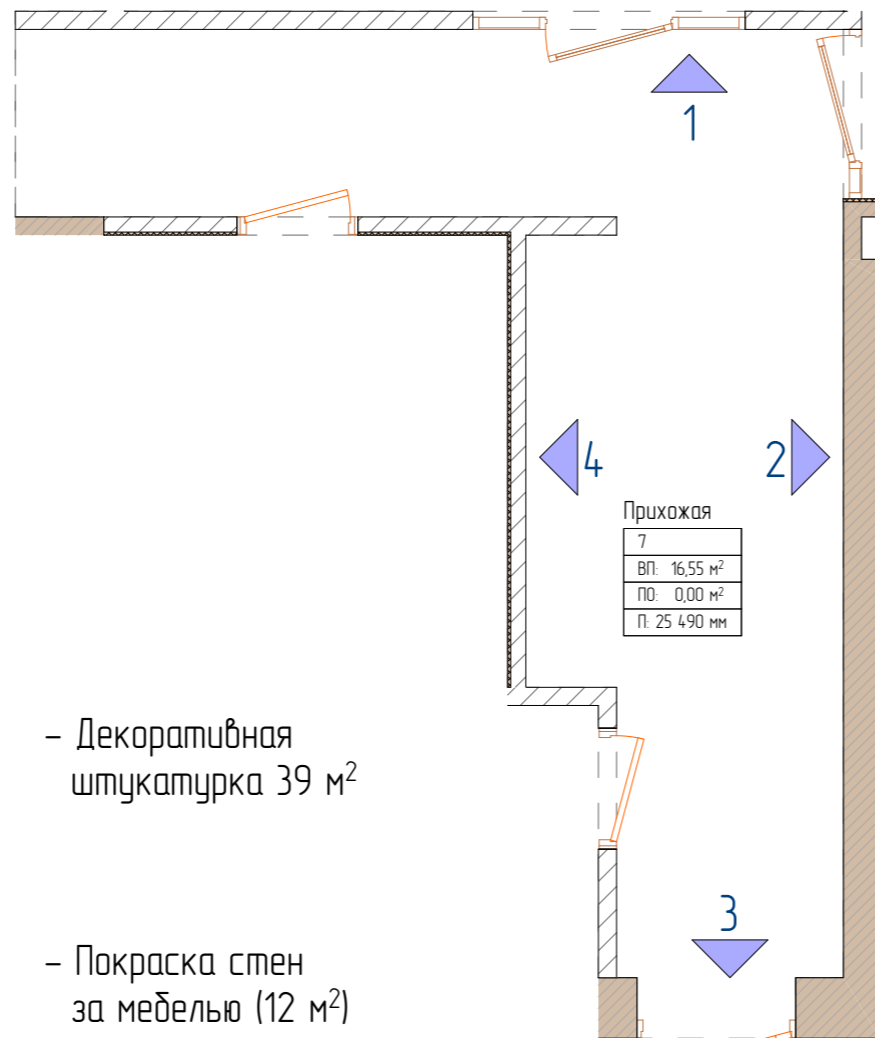 1
4
2
Прихожая
7
ВП: 16,55 м²
ПО: 0,00 м²
П: 25 490 мм
– Декоративная
штукатурка 39 м²
3
– Покраска стен
за мебелью (12 м²)